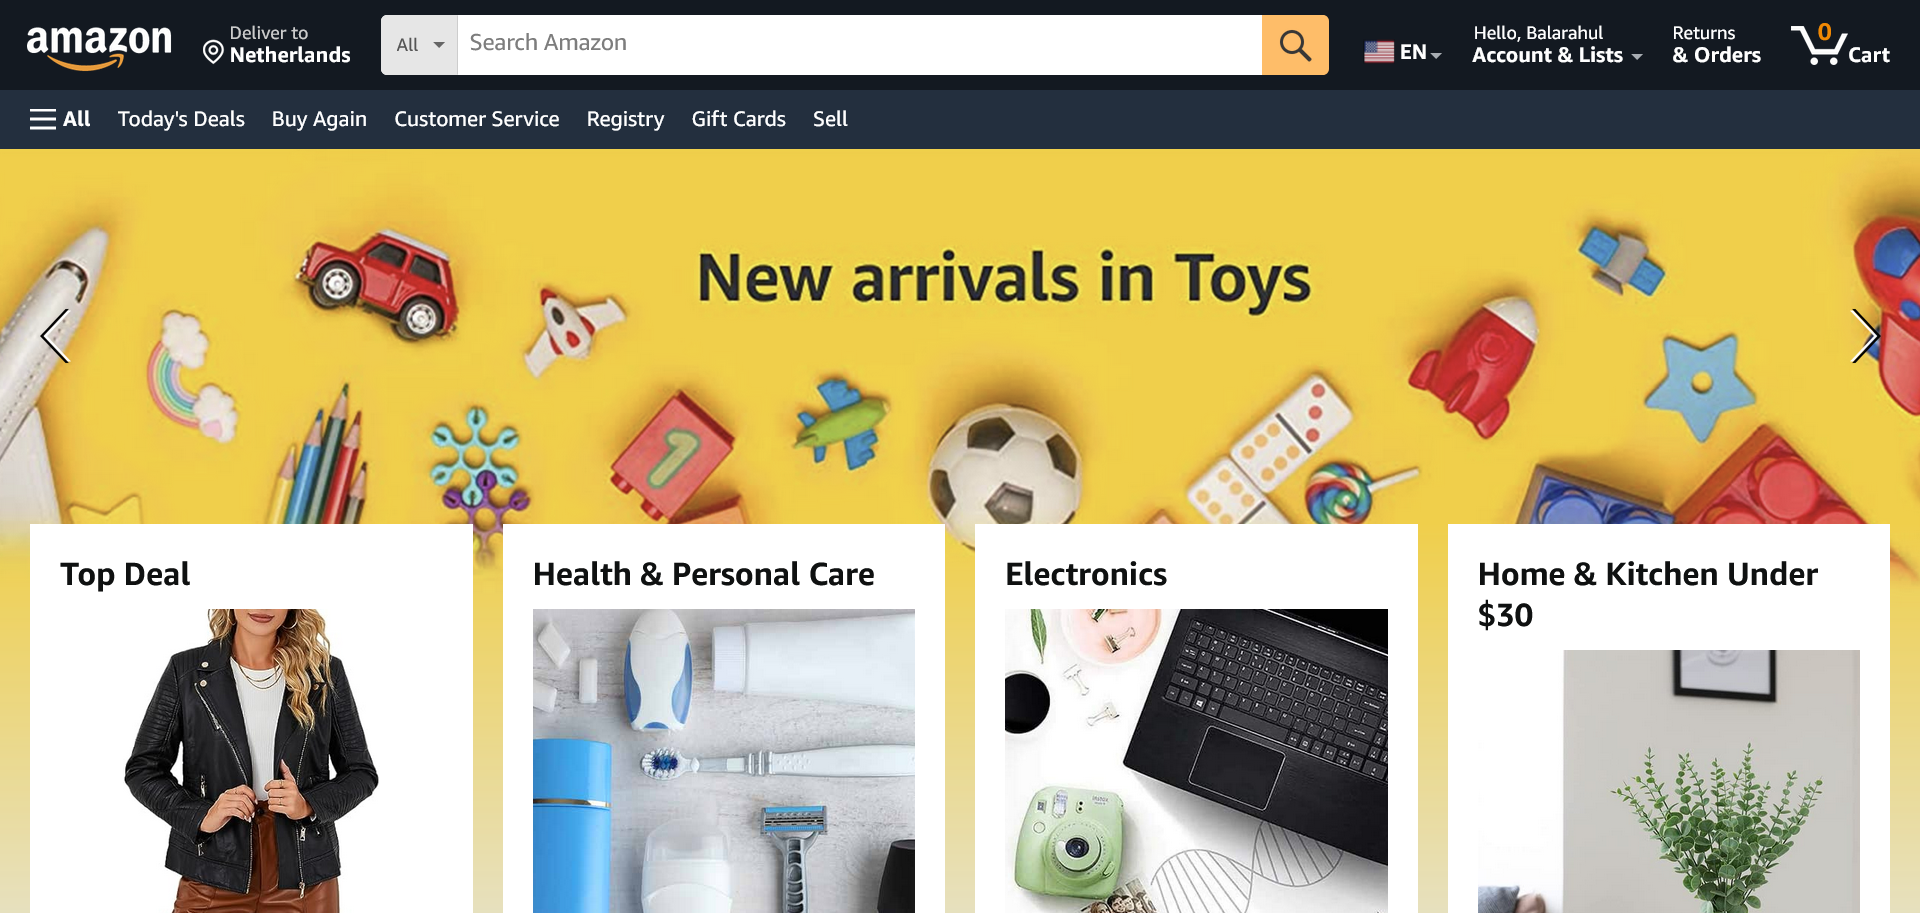 amazon
Deliver to
Netherlands
All
Search Amazon
EN
Hello, Balarahul
Account & Lists
Returns
& Orders
0
Cart
All
Today's Deals
Buy Again
Customer Service
Registry
Gift Cards
Sell
New arrivals in Toys
1
Top Deal
Health & Personal Care
Electronics
Home & Kitchen Under
$30